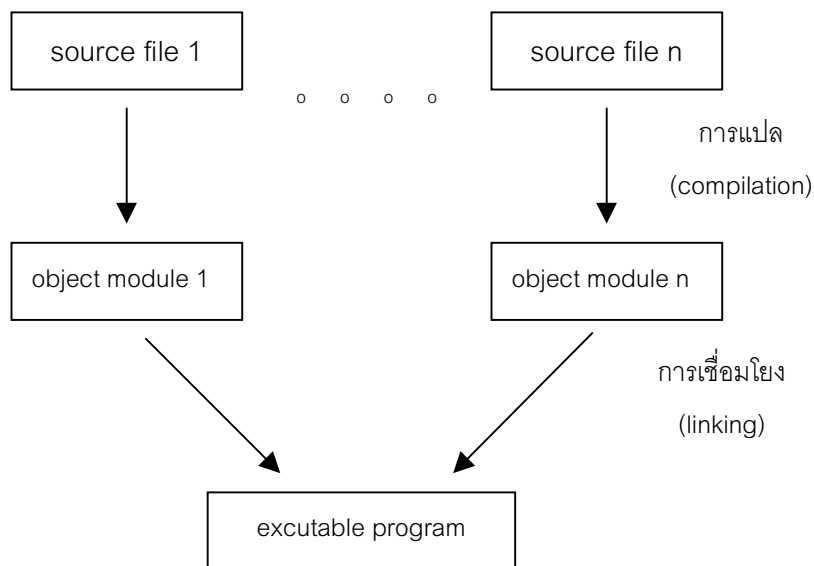 source file 1
source file n
o o o o
การแปล
(compilation)
object module 1
object module n
การเชื่อมโยง
(linking)
excutable program